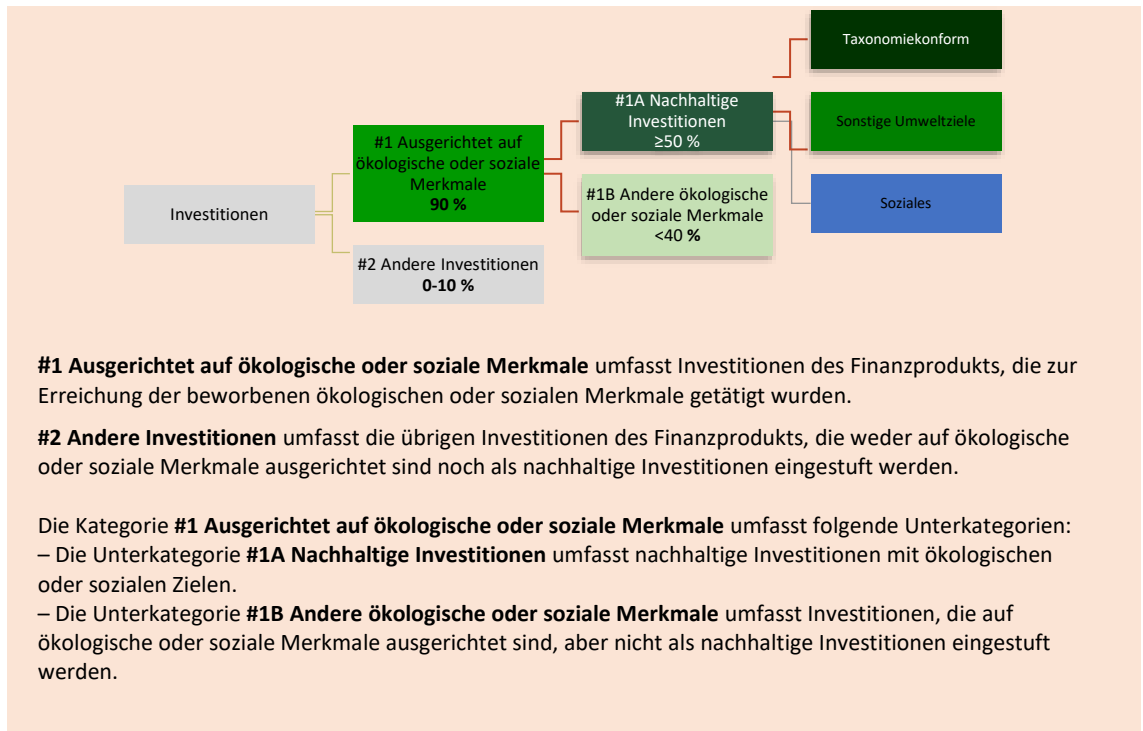 Taxonomiekonform
#1A Nachhaltige
Investitionen
≥50 %
Sonstige Umweltziele
#1 Ausgerichtet auf
ökologische oder soziale
Merkmale
90 %
#1B Andere ökologische
oder soziale Merkmale
<40 %
Soziales
Investitionen
#2 Andere Investitionen
0-10 %
#1 Ausgerichtet auf ökologische oder soziale Merkmale umfasst Investitionen des Finanzprodukts, die zur
Erreichung der beworbenen ökologischen oder sozialen Merkmale getätigt wurden.
#2 Andere Investitionen umfasst die übrigen Investitionen des Finanzprodukts, die weder auf ökologische
oder soziale Merkmale ausgerichtet sind noch als nachhaltige Investitionen eingestuft werden.
Die Kategorie #1 Ausgerichtet auf ökologische oder soziale Merkmale umfasst folgende Unterkategorien:
– Die Unterkategorie #1A Nachhaltige Investitionen umfasst nachhaltige Investitionen mit ökologischen
oder sozialen Zielen.
– Die Unterkategorie #1B Andere ökologische oder soziale Merkmale umfasst Investitionen, die auf
ökologische oder soziale Merkmale ausgerichtet sind, aber nicht als nachhaltige Investitionen eingestuft
werden.